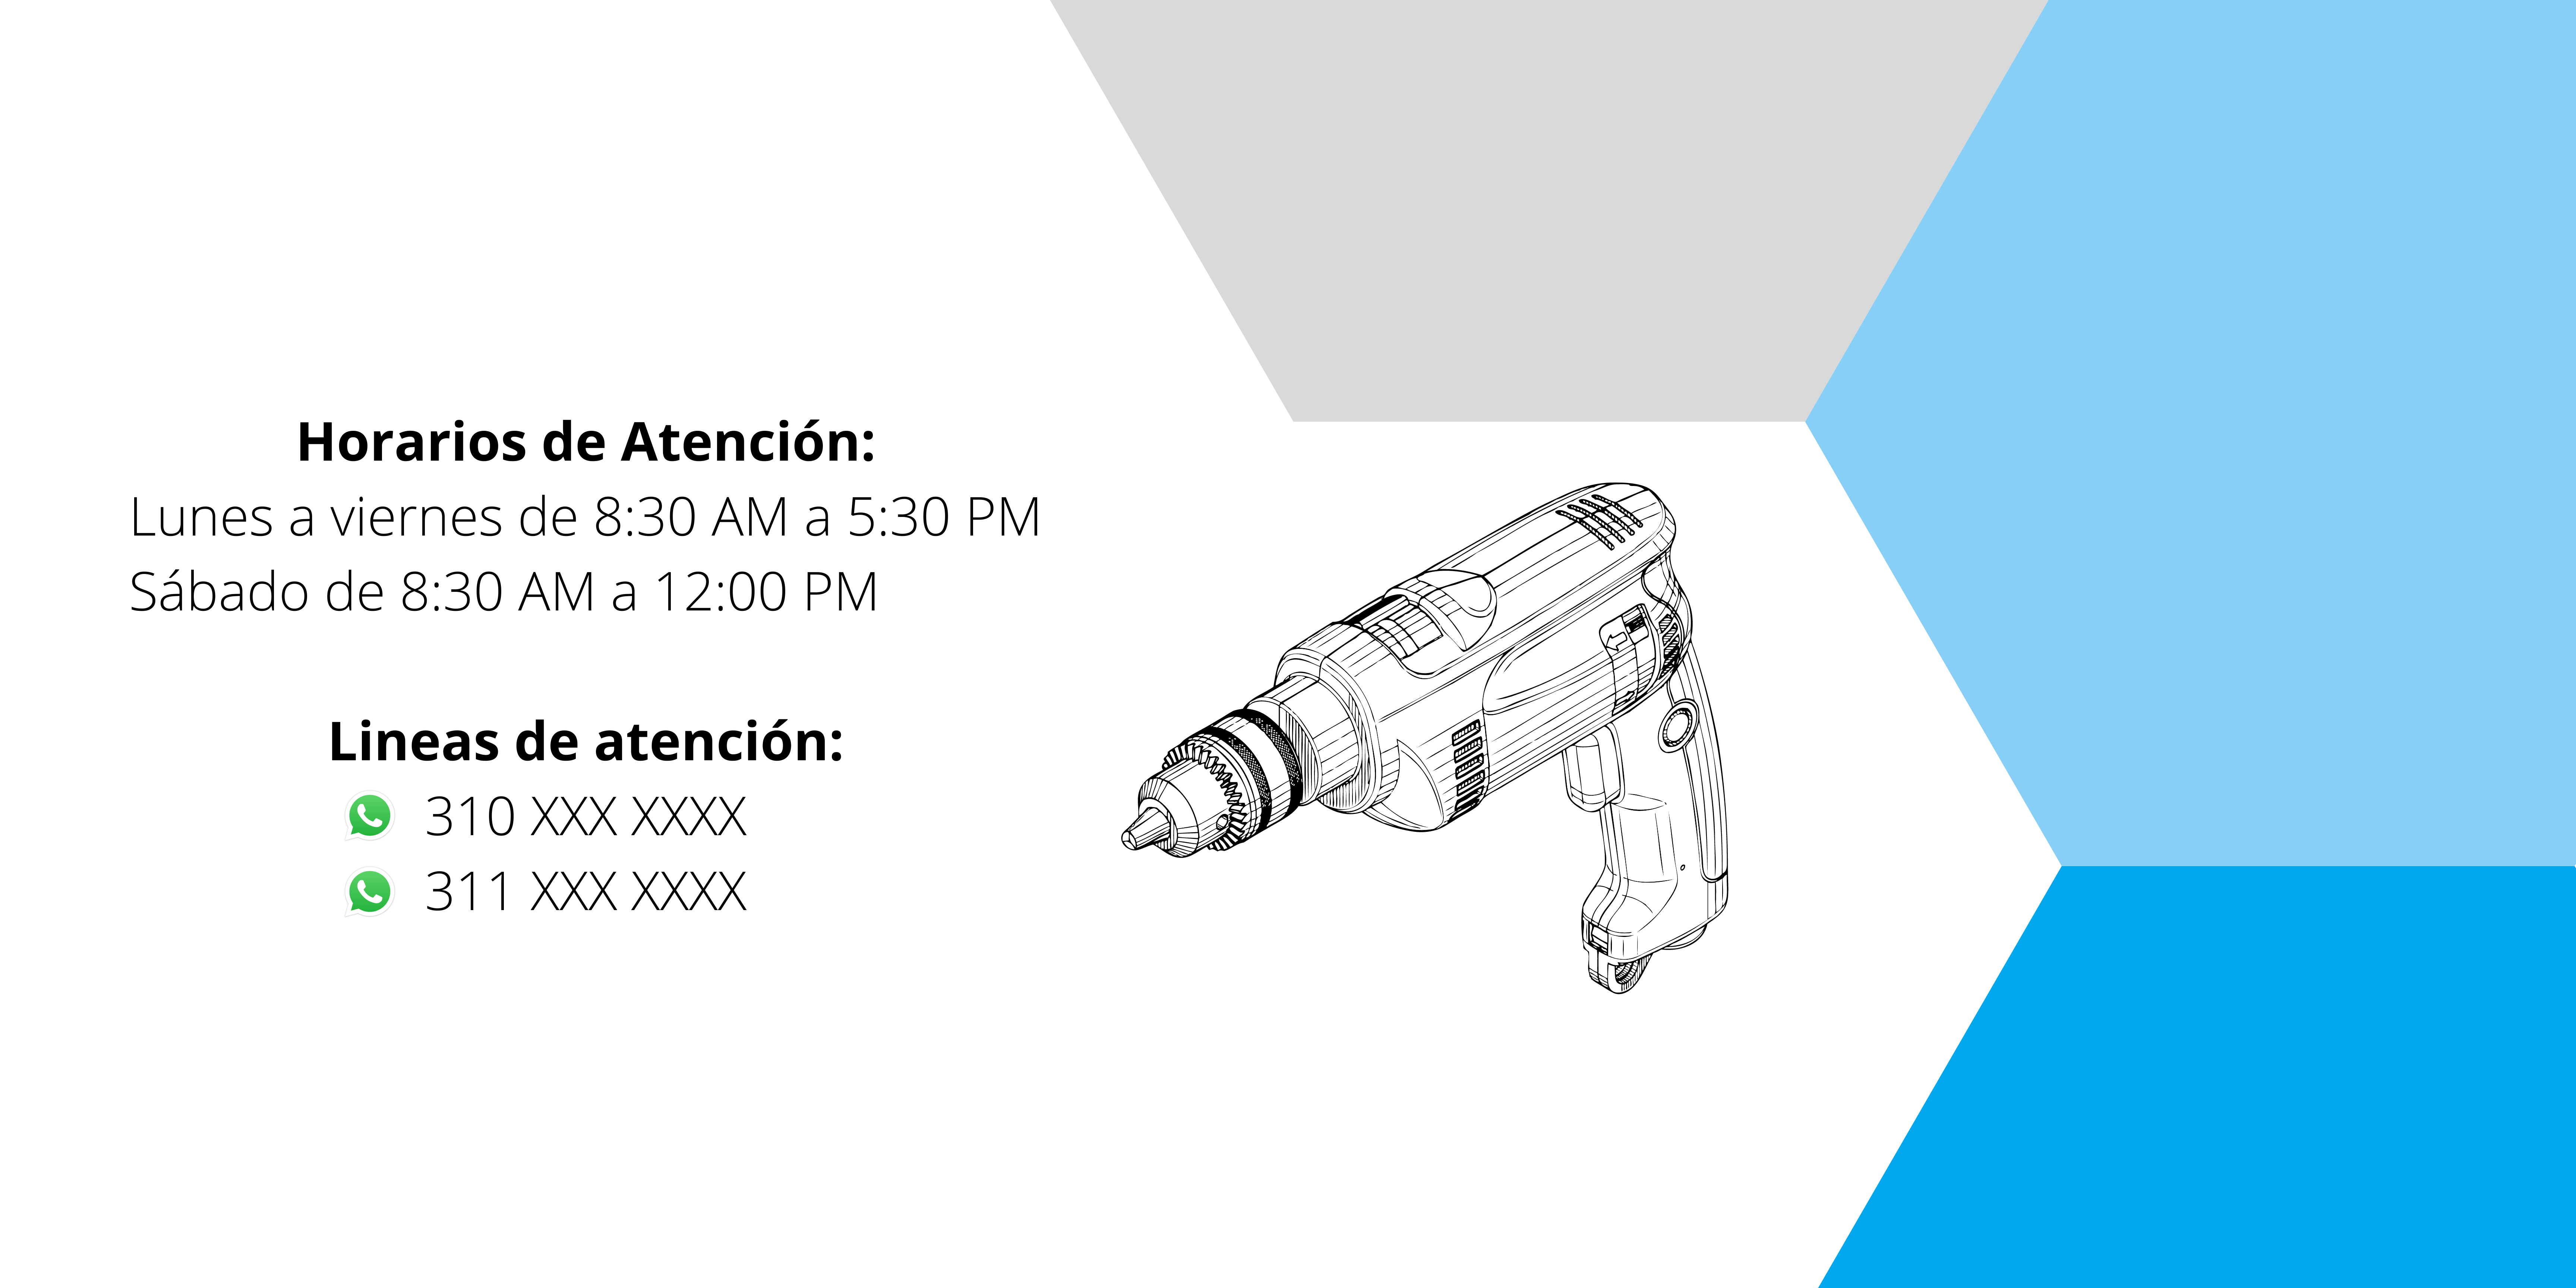 Horarios de Atención:
Lunes a viernes de 8:30 AM a 5:30 PM
Sábado de 8:30 AM a 12:00 PM
Lineas de atención:
310 XXX XXXX
311 XXX XXXX